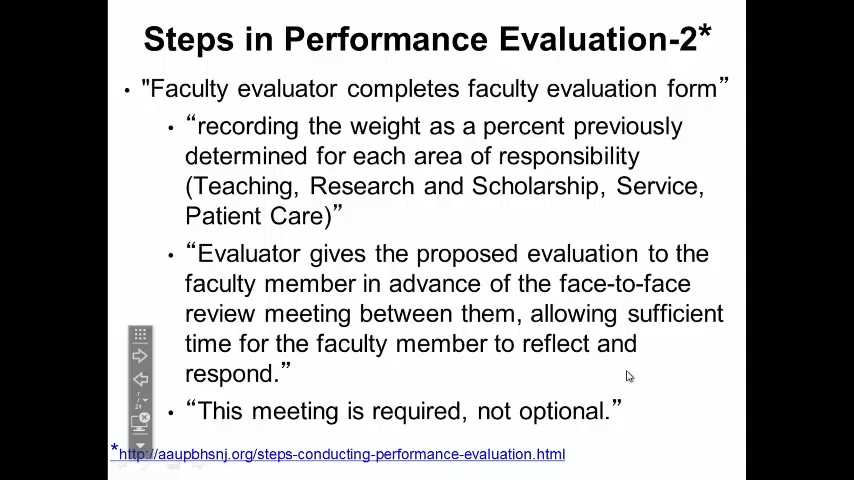 Steps in Performance Evaluation-2*
• "Faculty evaluator completes faculty evaluation form”
• “recording the weight as a percent previously
determined for each area of responsibility
(Teaching, Research and Scholarship, Service,
Patient Care)”
• “Evaluator gives the proposed evaluation to the
faculty member in advance of the face-to-face
review meeting between them, allowing sufficient
time for the faculty member to reflect and
respond.”
• “This meeting is required, not optional.”
*http://aaupbhsnj.org/steps-conducting-performance-evaluation.html